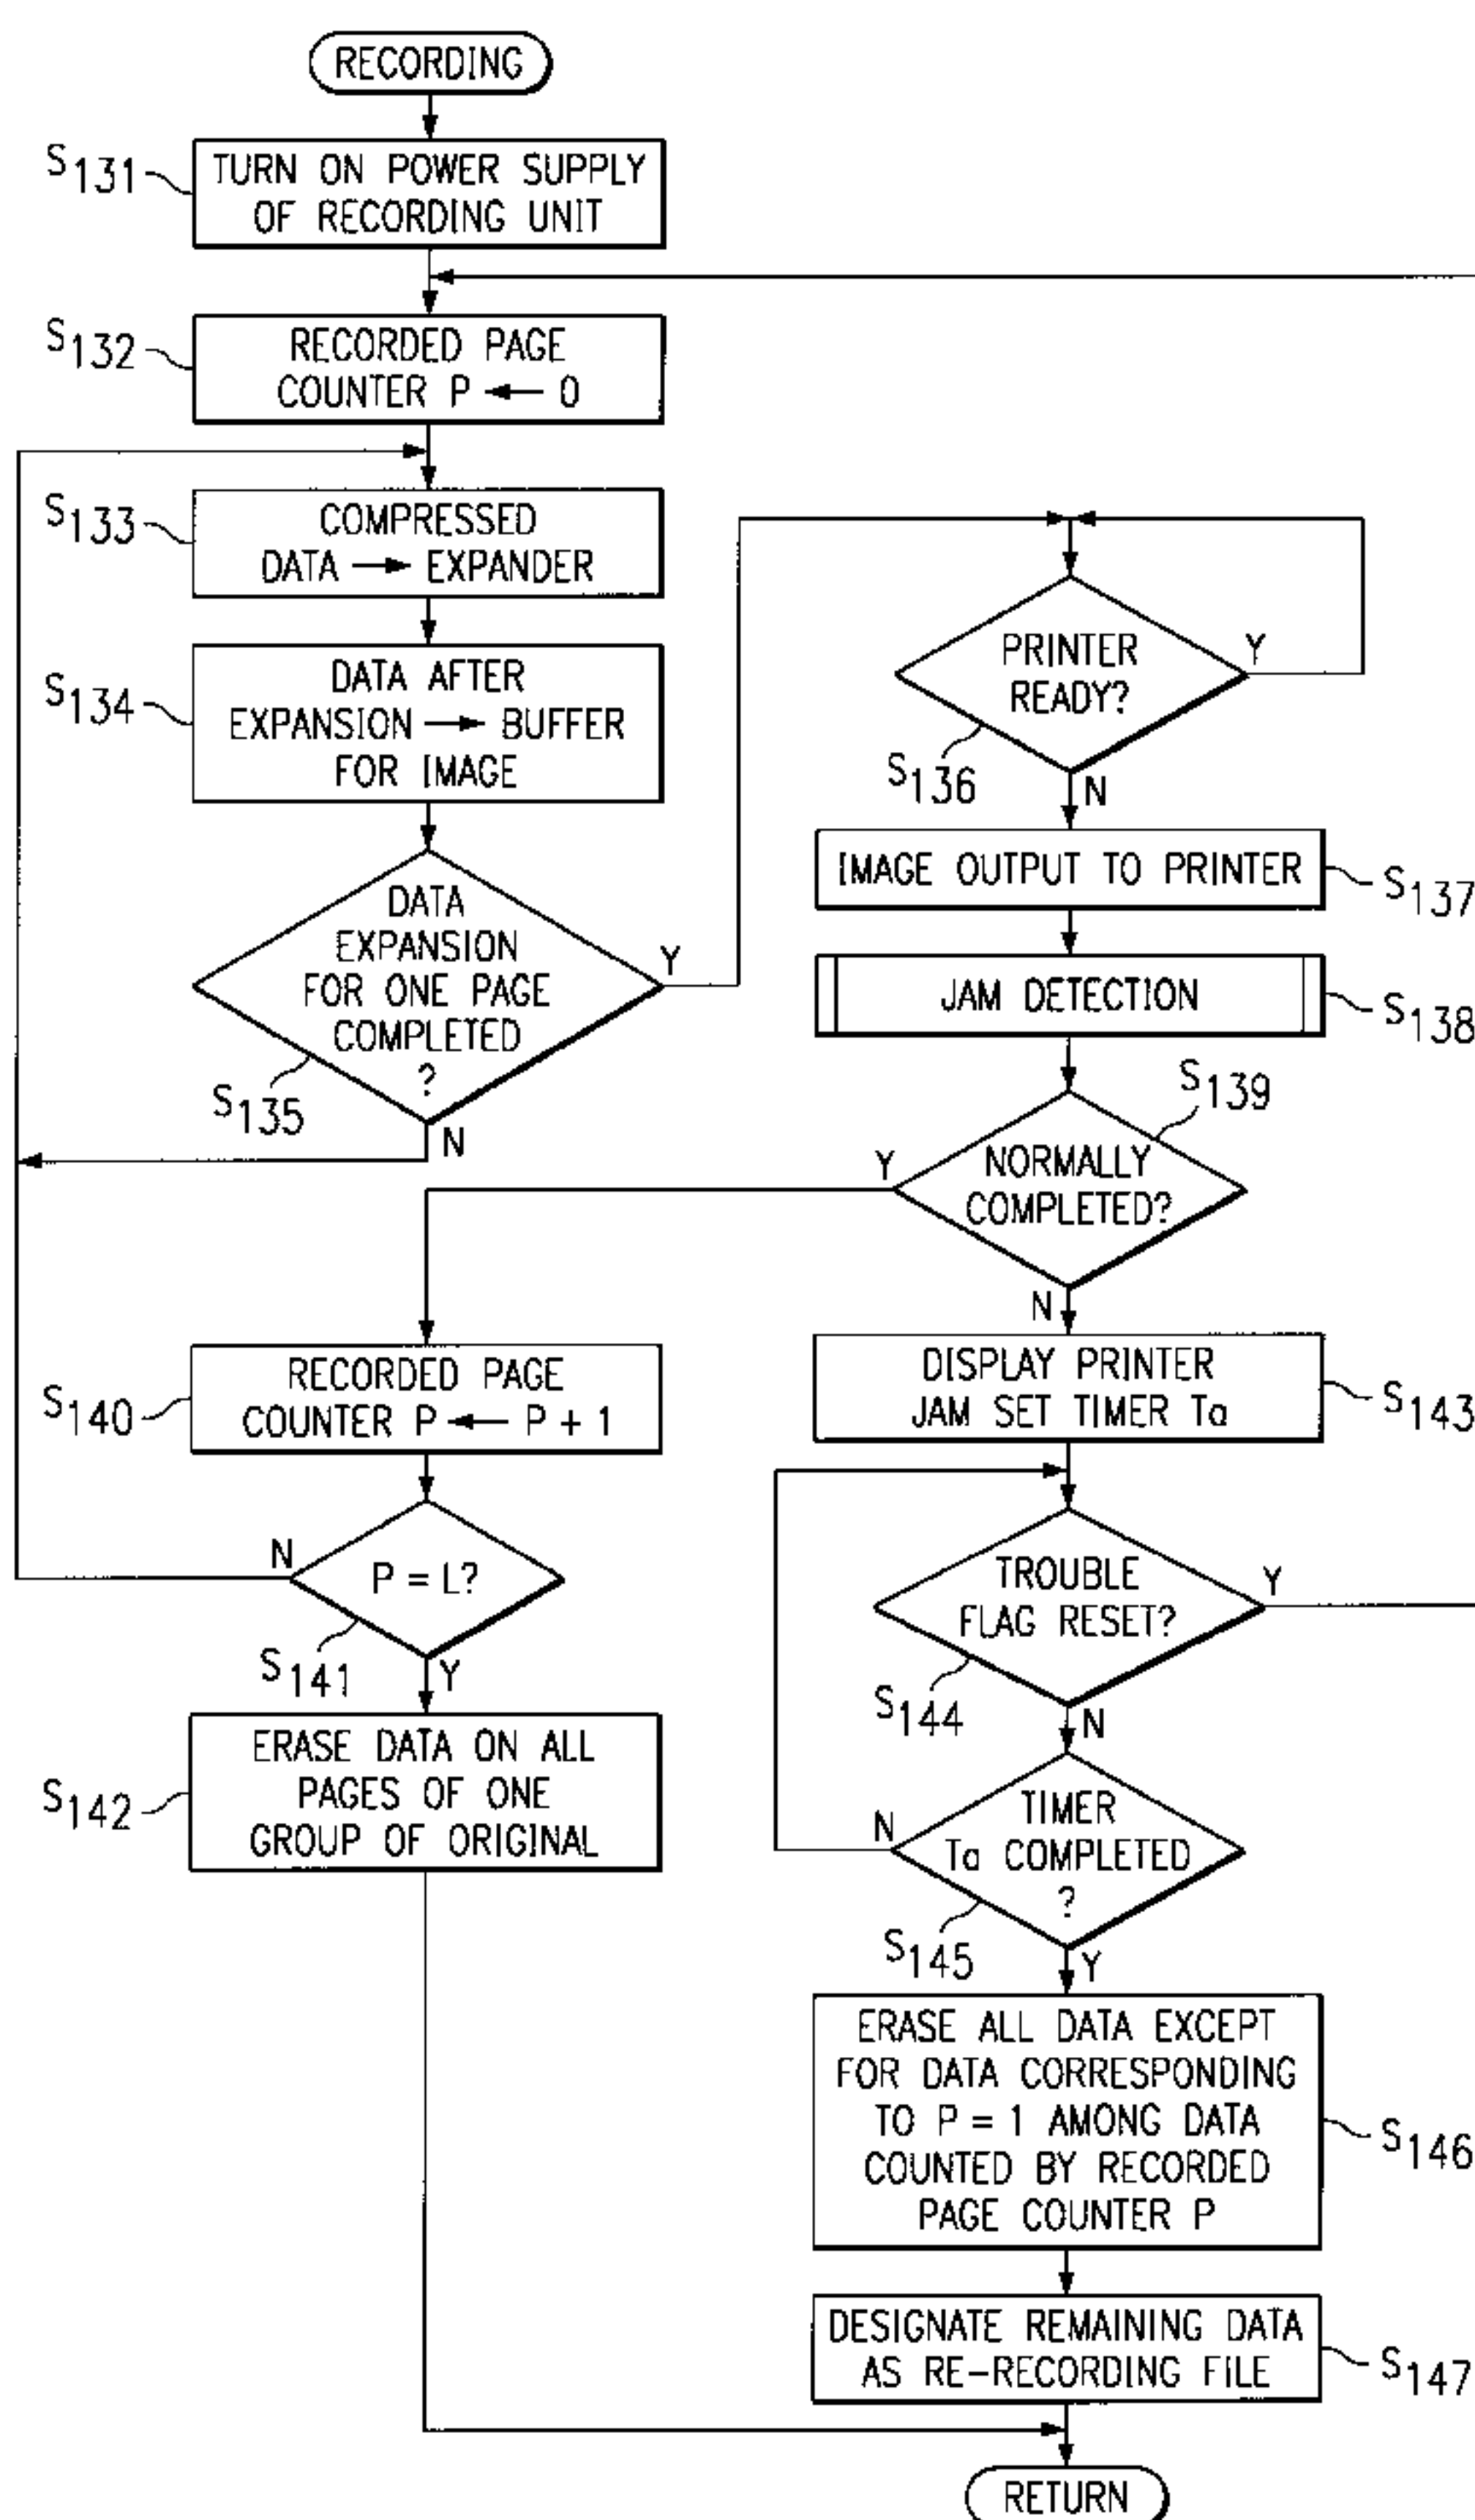 RECORDING
S131
TURN ON POWER SUPPLY
OF RECORDING UNIT
S132
RECORDED PAGE
COUNTER P ← 0
S133
COMPRESSED
DATA → EXPANDER
S134
DATA AFTER
EXPANSION → BUFFER
FOR IMAGE
DATA
EXPANSION
FOR ONE PAGE
COMPLETED
?
Y
S135
N
PRINTER
READY?
Y
S136
N
IMAGE OUTPUT TO PRINTER
S137
JAM DETECTION
S138
S139
NORMALLY
COMPLETED?
Y
N
S140
RECORDED PAGE
COUNTER P ← P + 1
P = L?
N
S141
Y
S142
ERASE DATA ON ALL
PAGES OF ONE
GROUP OF ORIGINAL
DISPLAY PRINTER
JAM SET TIMER Ta
S143
TROUBLE
FLAG RESET?
Y
S144
N
TIMER
Ta COMPLETED
?
N
S145
Y
ERASE ALL DATA EXCEPT
FOR DATA CORRESPONDING
TO P = 1 AMONG DATA
COUNTED BY RECORDED
PAGE COUNTER P
S146
DESIGNATE REMAINING DATA
AS RE-RECORDING FILE
S147
RETURN